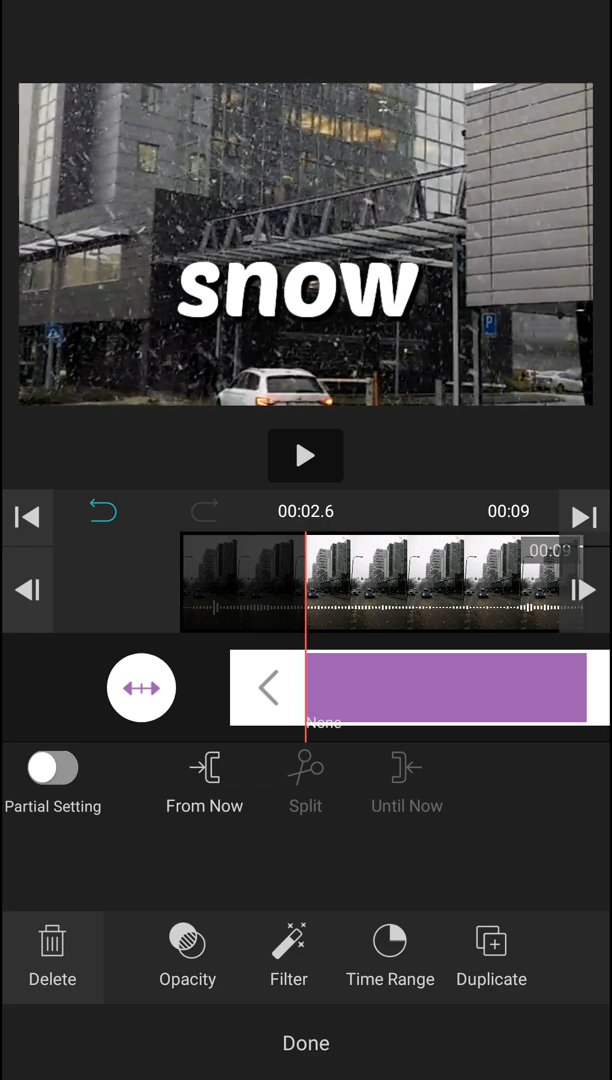 snow
P
00:02.6
00:09
00:09
None
Partial Setting
From Now
Split
Until Now
Delete
Opacity
Filter
Time Range
Duplicate
Done